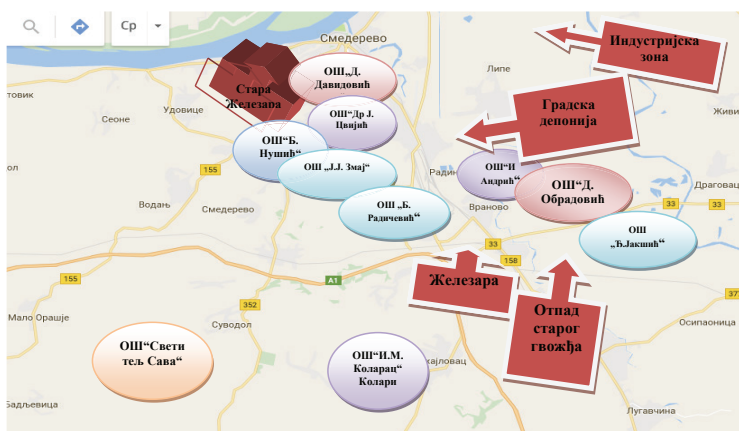 Ср
Смедерево
Индустријска
зона
Липе
ОШ„Д.
Давидовић
Стара
Железара
Градска
депонија
товик
Сеоне
Удовице
ОШ“Др Ј.
Цвијић
Живи
ОШ“Б.
Нушић“
ОШ „Ј.Ј. Змај“
155
ол
Радин
ОШ“И
Андрић“
ОШ“Д.
Обрадовић
Драговац
Водањ
Смедерево
ОШ „Б.
Радичевић“
Враново
33
33
ОШ
„Ђ.Јакшић“
33
158
155
А1
Железара
352
377
Мало Орашје
Суводол
Отпад
старог
гвожђа
Осипаоница
ОШ“Свети
тељ Сава“
ОШ“И.М.
Коларац“
Колари
кајловац
Бадљевица
Лугавчина